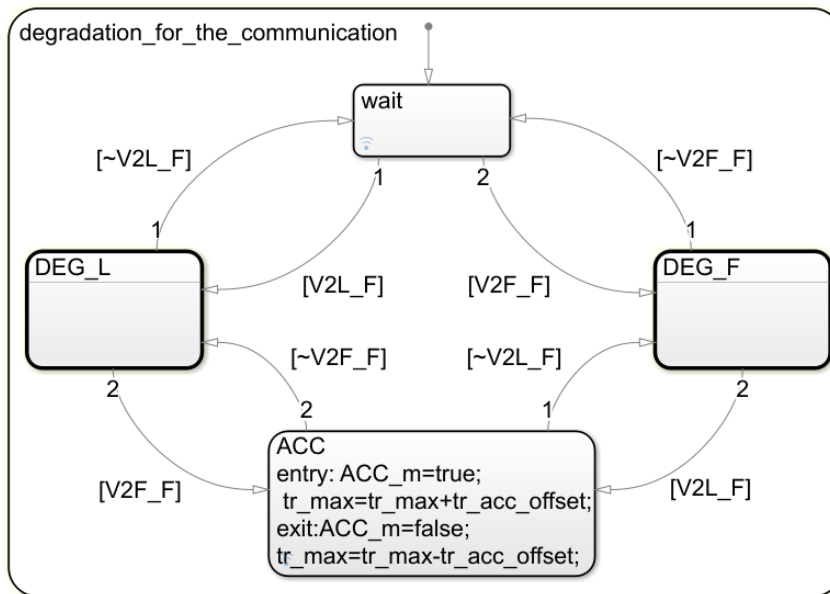 degradation_for_the_communication
wait
[~V2L_F]
[~V2F_F]
1
2
1
1
DEG_L
[V2L_F]
[V2F_F]
DEG_F
[~V2F_F]
[~V2L_F]
2
2
1
2
ACC
entry: ACC_m=true;
tr_max=tr_max+tr_acc_offset;
exit:ACC_m=false;
tr_max=tr_max-tr_acc_offset;
[V2F_F]
[V2L_F]